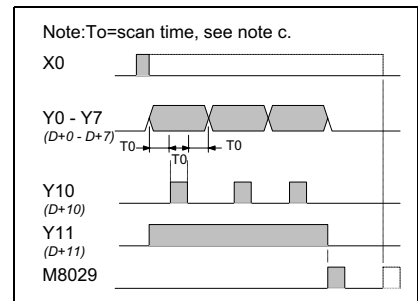 Note:To=scan time, see note c.
X0
Y0 - Y7
(D+0 - D+7)
T0
T0
T0
Y10
(D+10)
Y11
(D+11)
M8029